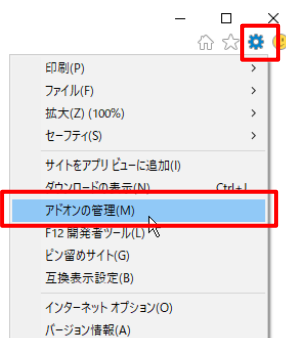 印刷(P)
ファイル(F)
拡大(Z) (100%)
セーフティ(S)
サイトをアプリ ビューに追加(I)
ダウンロードの表示(N) Ctrl+J
アドオンの管理(M)
F12 開発者ツール(L)
ピン留めサイト(G)
互換表示設定(B)
インターネット オプション(O)
バージョン情報(A)